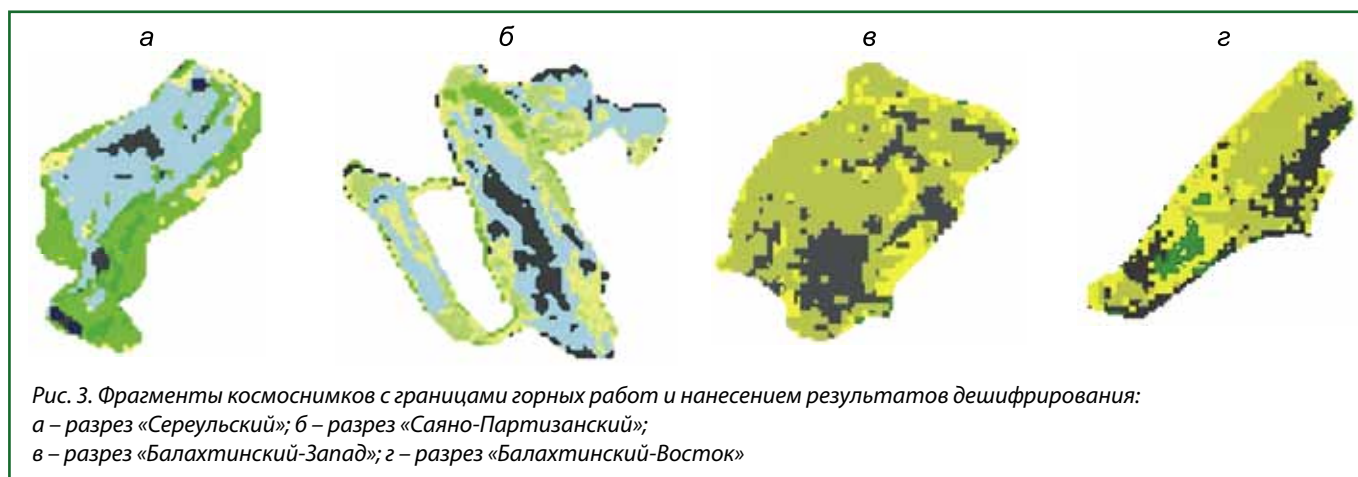 а б в г
Рис. 3. Фрагменты космоснимков с границами горных работ и нанесением результатов дешифрирования:
а – разрез «Сереульский»; б – разрез «Саяно-Партизанский»;
в – разрез «Балахтинский-Запад»; г – разрез «Балахтинский-Восток»